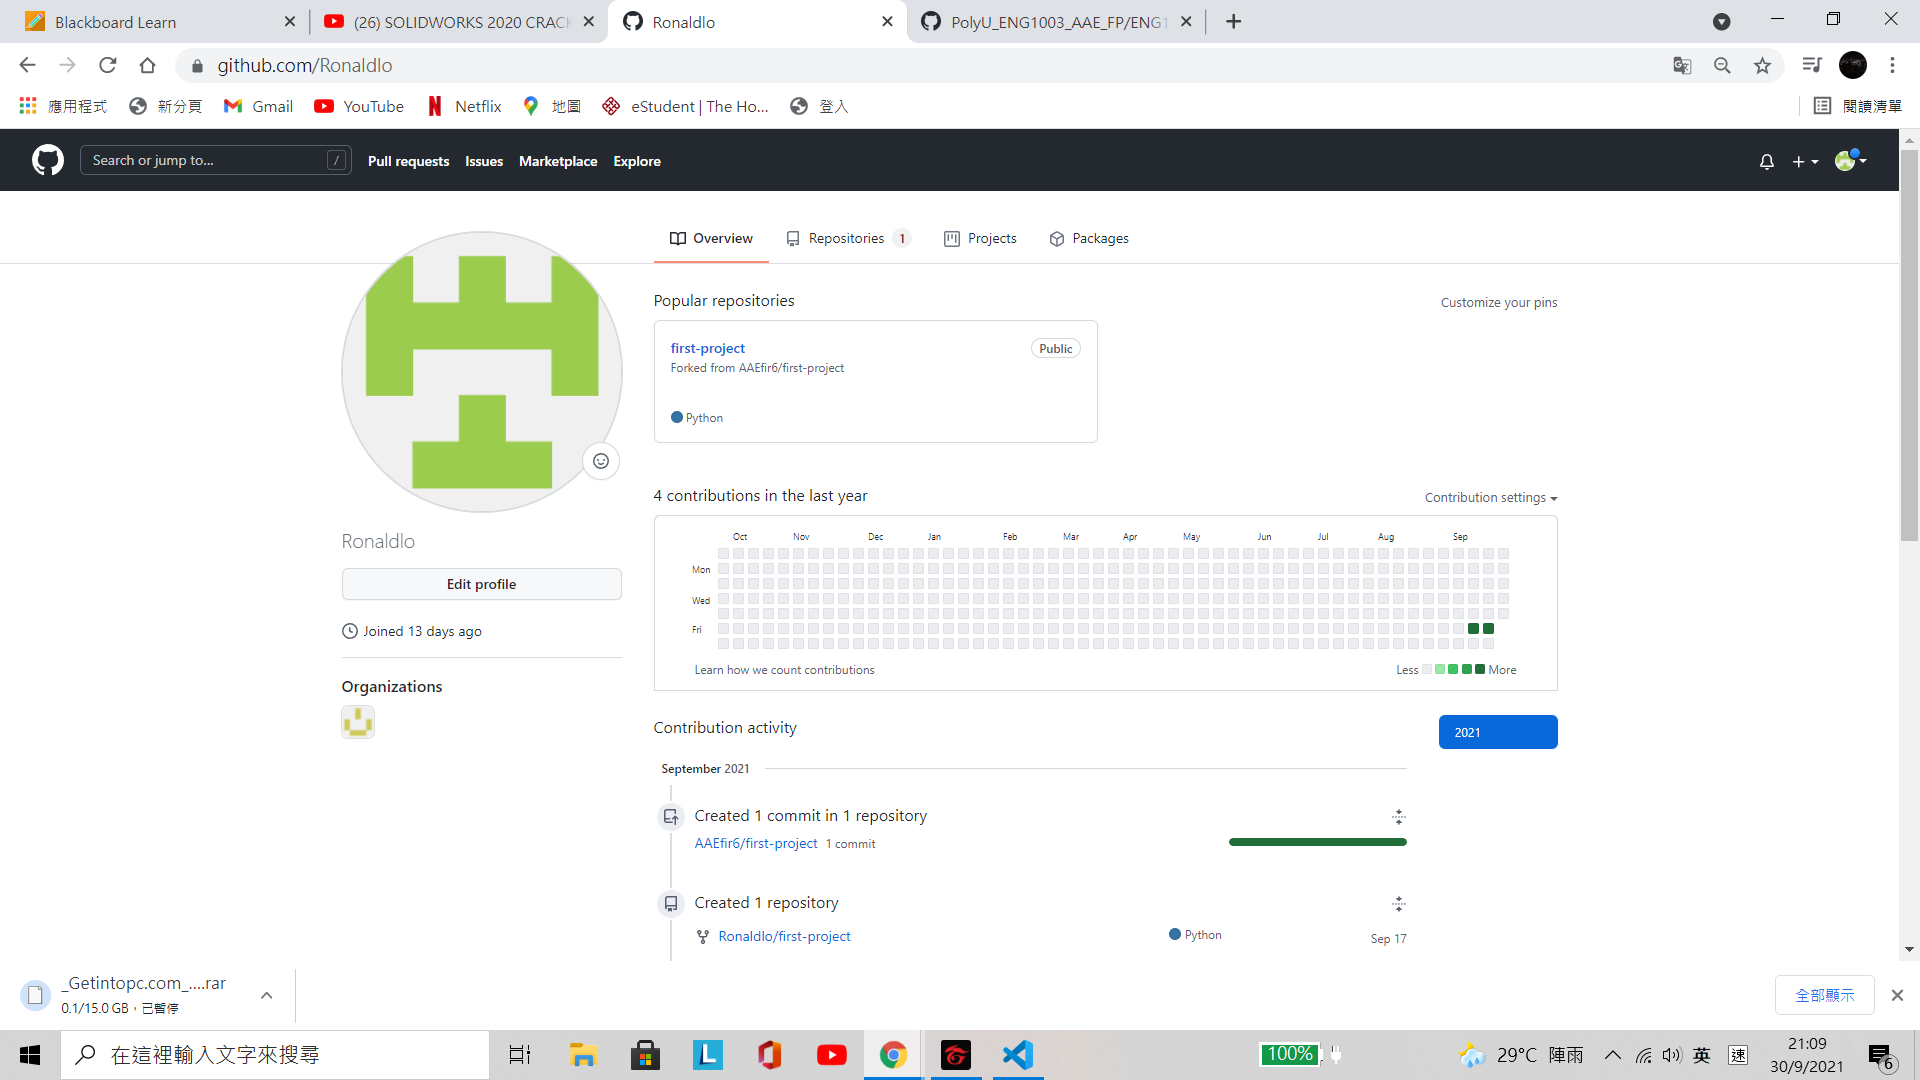 Blackboard Learn
(26) SOLIDWORKS 2020 CRACK
Ronaldlo
PolyU_ENG1003_AAE_FP/ENG1
github.com/Ronaldlo
應用程式
新分頁
Gmail
YouTube
Netflix
地圖
eStudent | The Ho...
登入
閱讀清單
Search or jump to...
/
Pull requests
Issues
Marketplace
Explore
Overview
Repositories 1
Projects
Packages
Popular repositories
Customize your pins
first-project
Public
Forked from AAEfir6/first-project
Python
4 contributions in the last year
Contribution settings
Oct Nov Dec Jan Feb Mar Apr May Jun Jul Aug Sep
Mon
Wed
Fri
Learn how we count contributions
Less
More
Ronaldlo
Edit profile
Joined 13 days ago
Organizations
Contribution activity
2021
September 2021
Created 1 commit in 1 repository
AAEfir6/first-project 1 commit
Created 1 repository
Ronaldlo/first-project
Python
Sep 17
_Getintopc.com_....rar
0.1/15.0 GB，已暫停
全部顯示
在這裡輸入文字來搜尋
100%
29°C 陣雨
英
速
21:09
30/9/2021
6